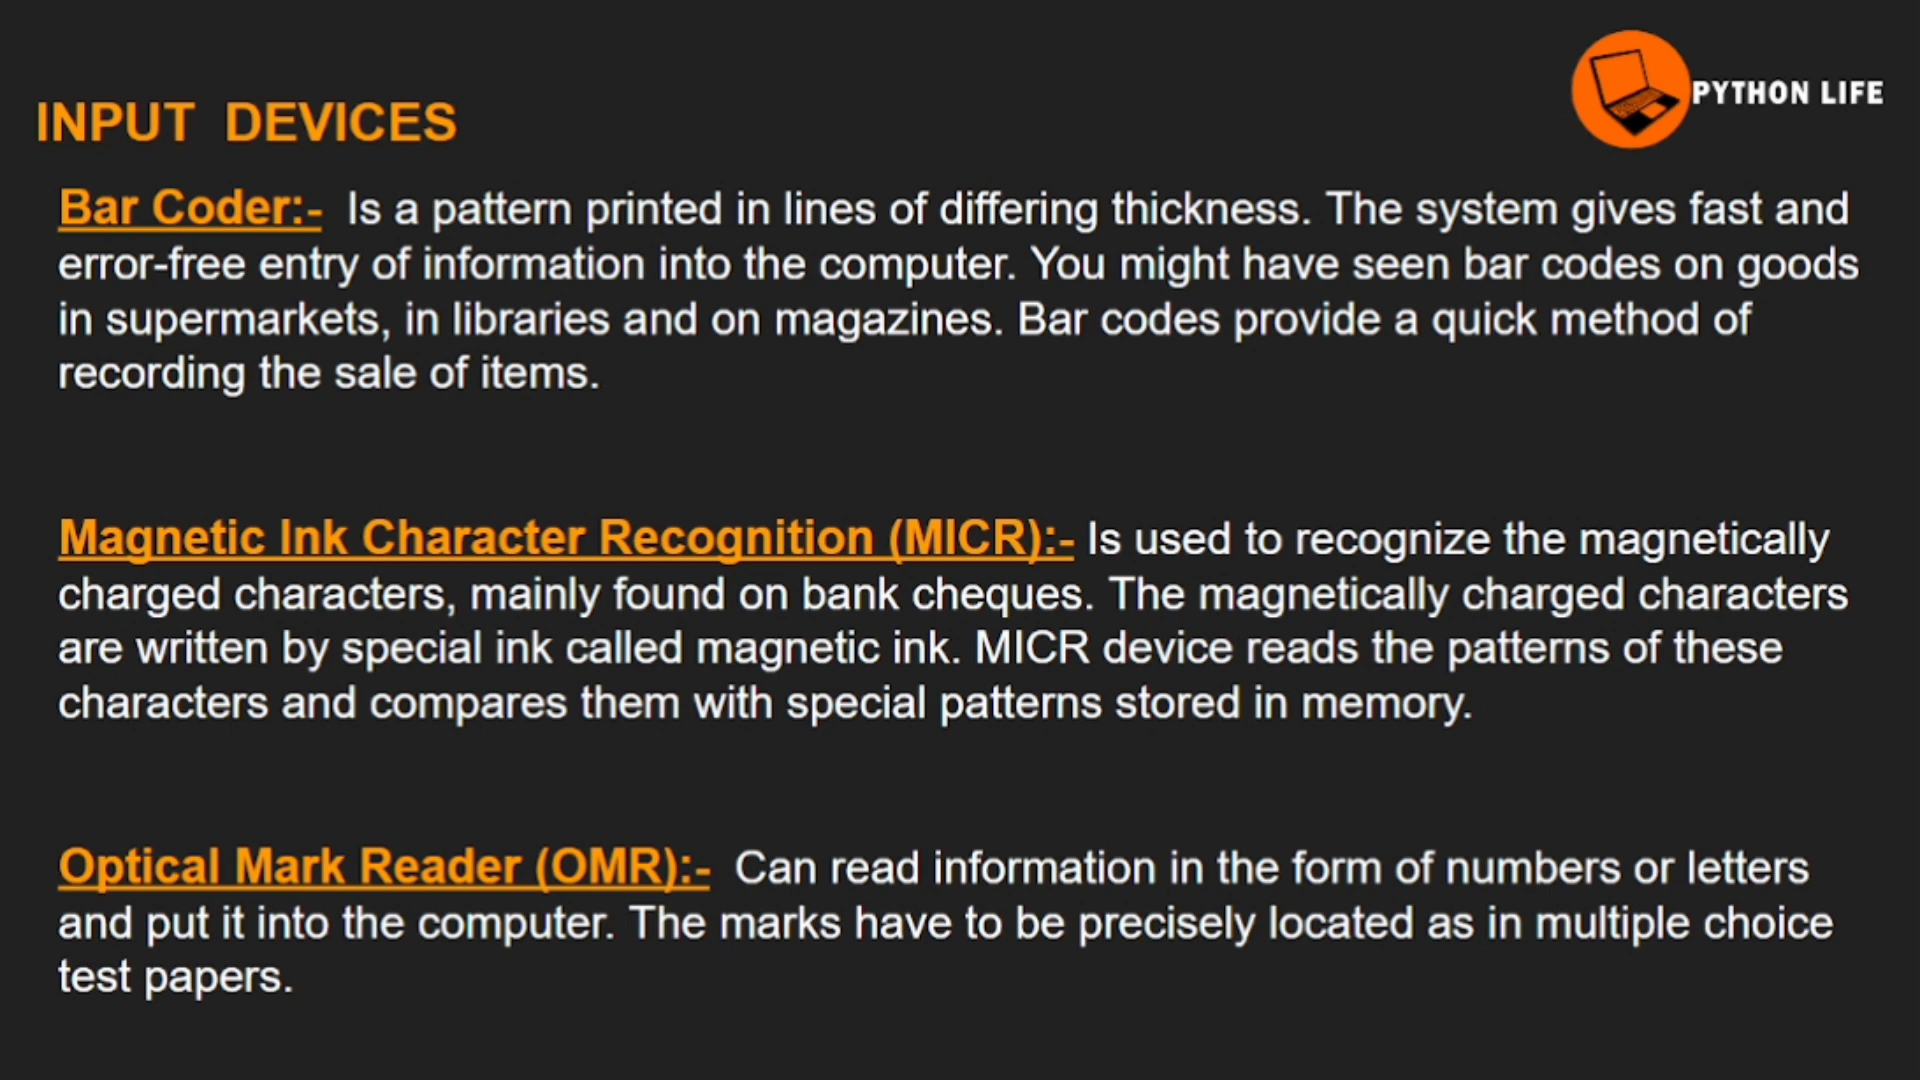 PYTHON LIFE
INPUT DEVICES
Bar Coder:- Is a pattern printed in lines of differing thickness. The system gives fast and
error-free entry of information into the computer. You might have seen bar codes on goods
in supermarkets, in libraries and on magazines. Bar codes provide a quick method of
recording the sale of items.
Magnetic Ink Character Recognition (MICR):- Is used to recognize the magnetically
charged characters, mainly found on bank cheques. The magnetically charged characters
are written by special ink called magnetic ink. MICR device reads the patterns of these
characters and compares them with special patterns stored in memory.
Optical Mark Reader (OMR):- Can read information in the form of numbers or letters
and put it into the computer. The marks have to be precisely located as in multiple choice
test papers.